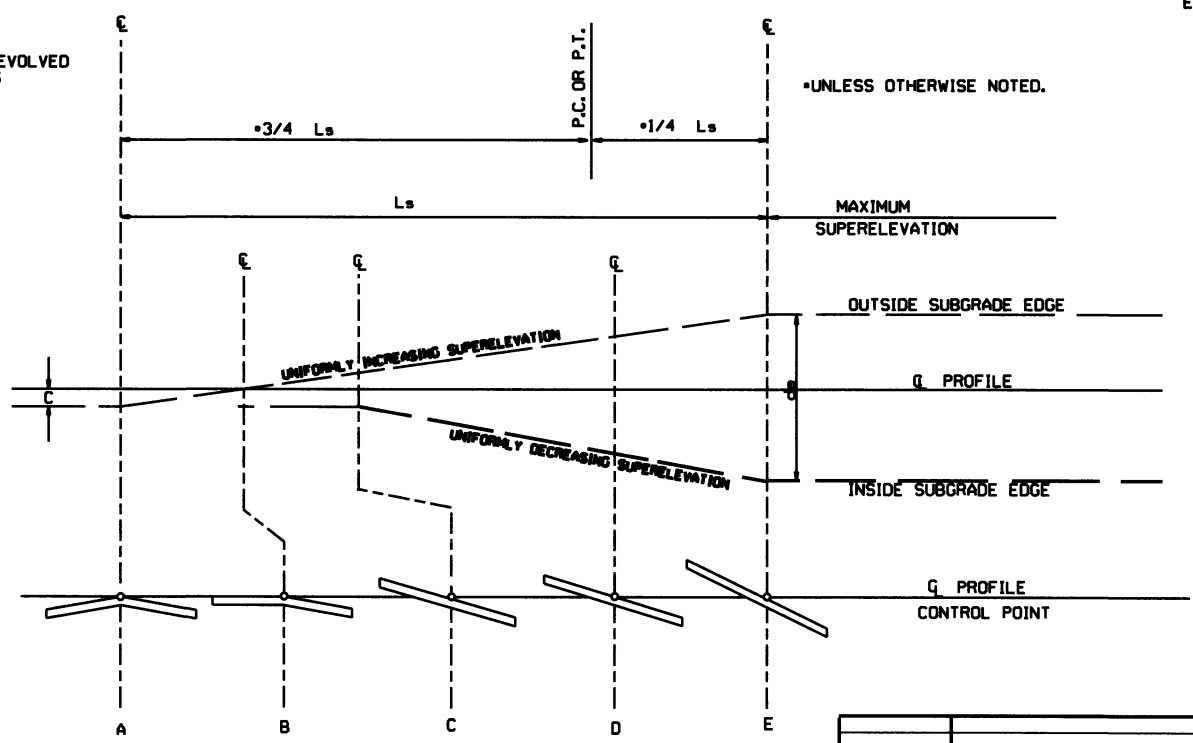 ℄
℄
E
EVOLVED
P.C. OR P.T.
*UNLESS OTHERWISE NOTED.
*3/4 Ls
*1/4 Ls
Ls
MAXIMUM
SUPERELEVATION
℄
℄
℄
OUTSIDE SUBGRADE EDGE
UNIFORMLY INCREASING SUPERELEVATION
℄ PROFILE
C
UNIFORMLY DECREASING SUPERELEVATION
INSIDE SUBGRADE EDGE
℄ PROFILE
CONTROL POINT
A
B
C
D
E